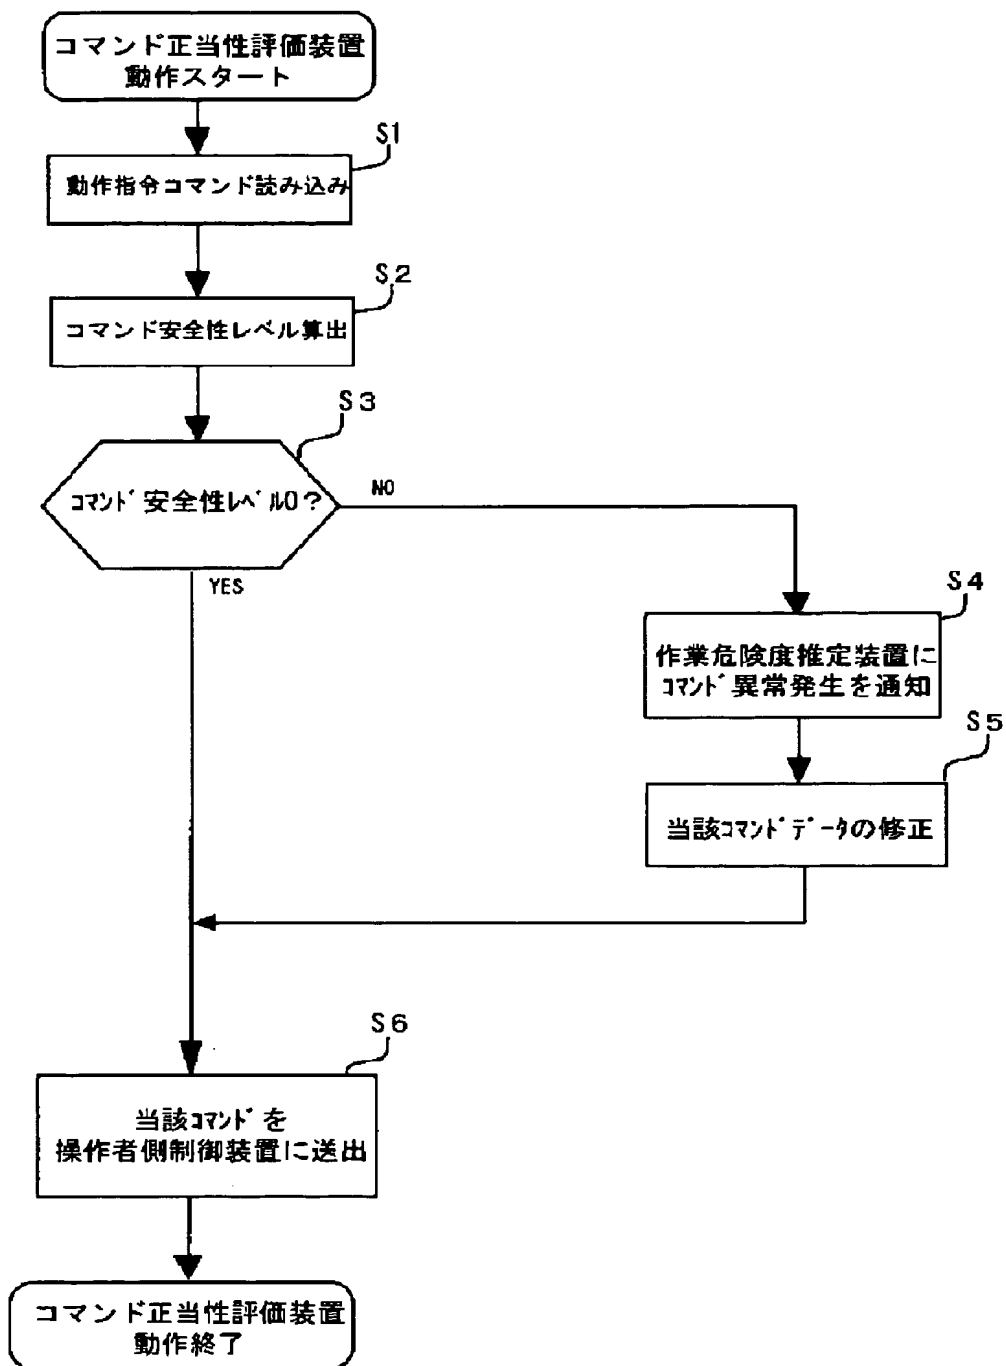 コマンド正当性評価装置
動作スタート
S1
動作指令コマンド読み込み
S2
コマンド安全性レベル算出
S3
ｺﾏﾝﾄﾞ安全性ﾚﾍﾞﾙ0?
NO
YES
S4
作業危険度推定装置に
ｺﾏﾝﾄﾞ異常発生を通知
S5
当該ｺﾏﾝﾄﾞﾃﾞｰﾀの修正
S6
当該ｺﾏﾝﾄﾞを
操作者側制御装置に送出
コマンド正当性評価装置
動作終了